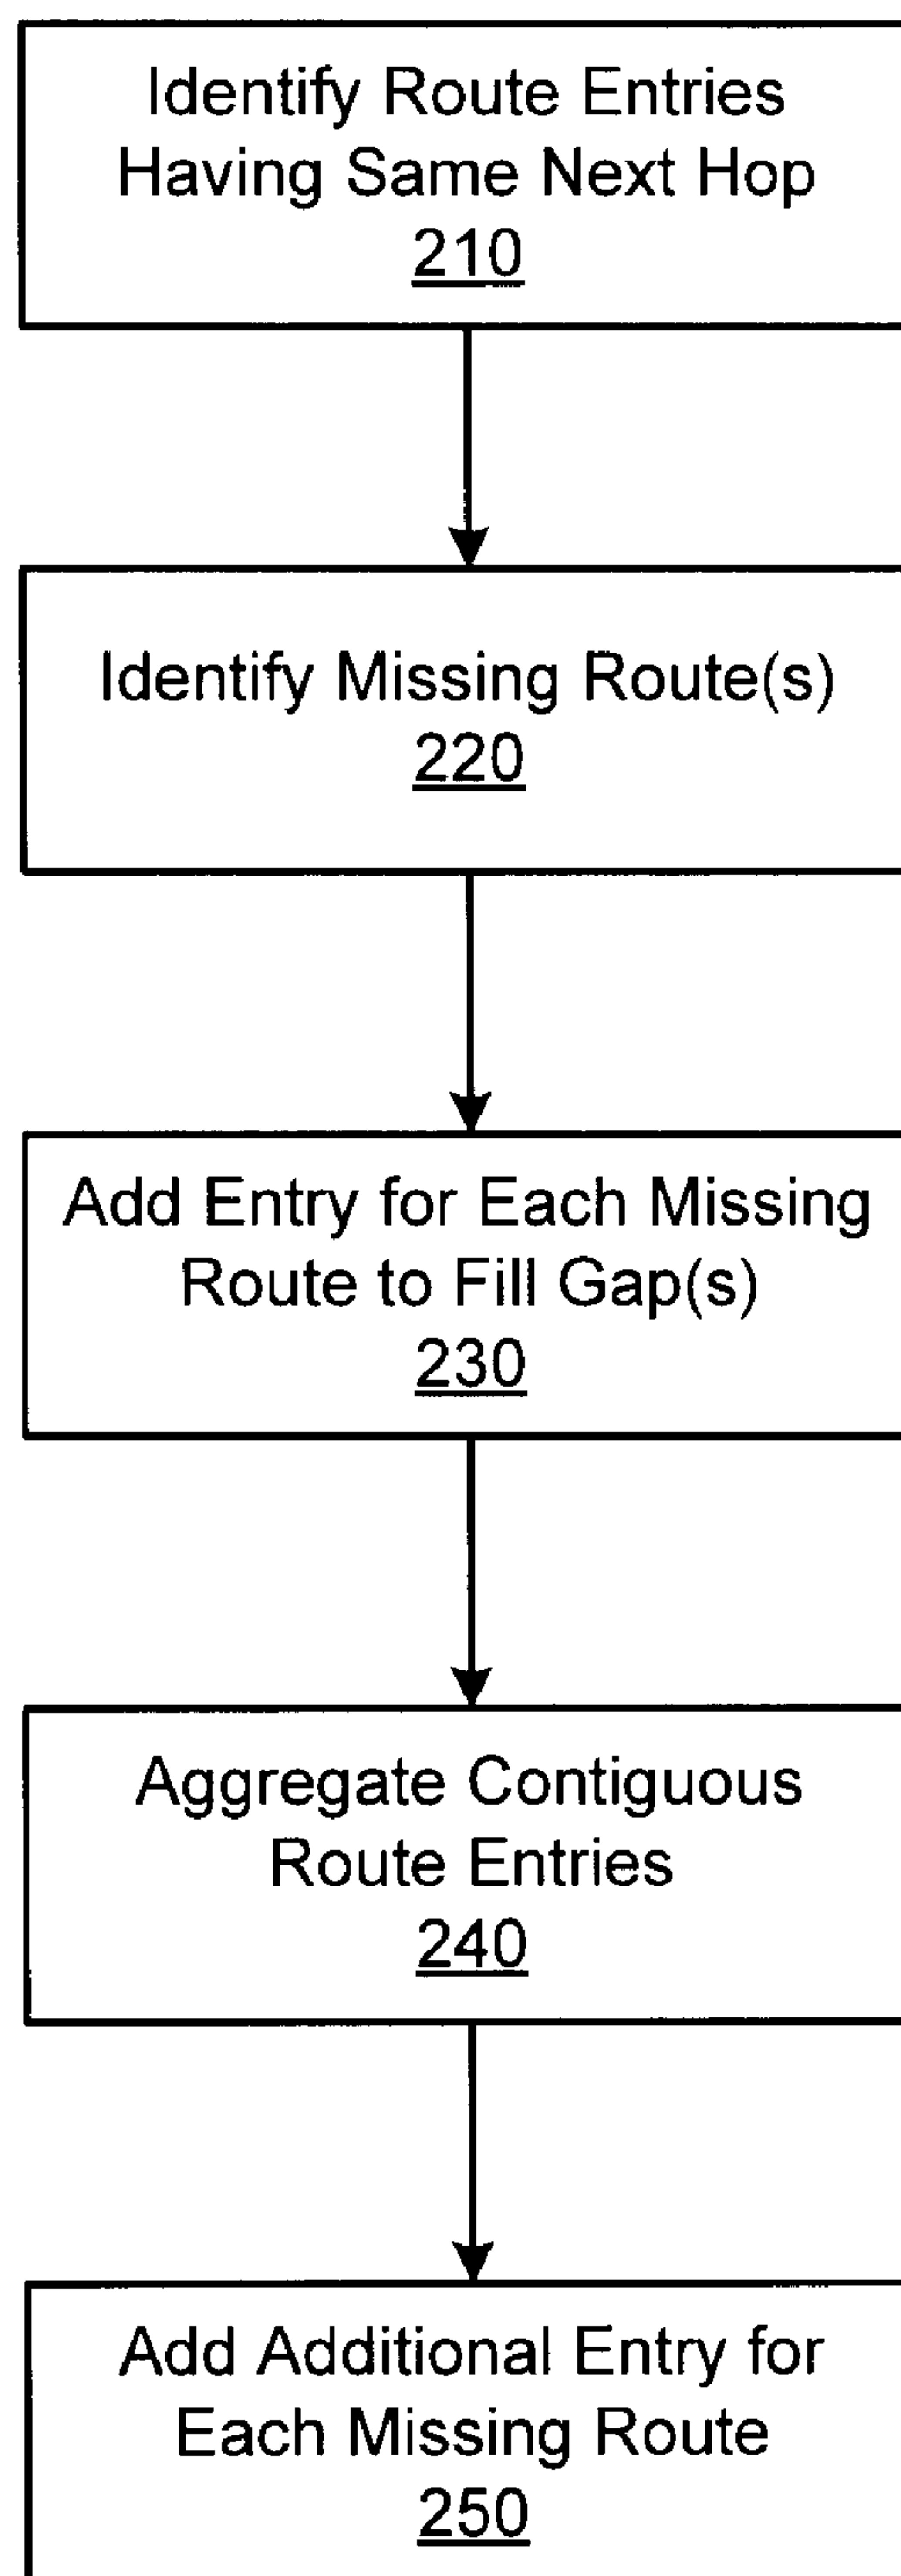 Identify Route Entries
Having Same Next Hop
210
Identify Missing Route(s)
220
Add Entry for Each Missing
Route to Fill Gap(s)
230
Aggregate Contiguous
Route Entries
240
Add Additional Entry for
Each Missing Route
250